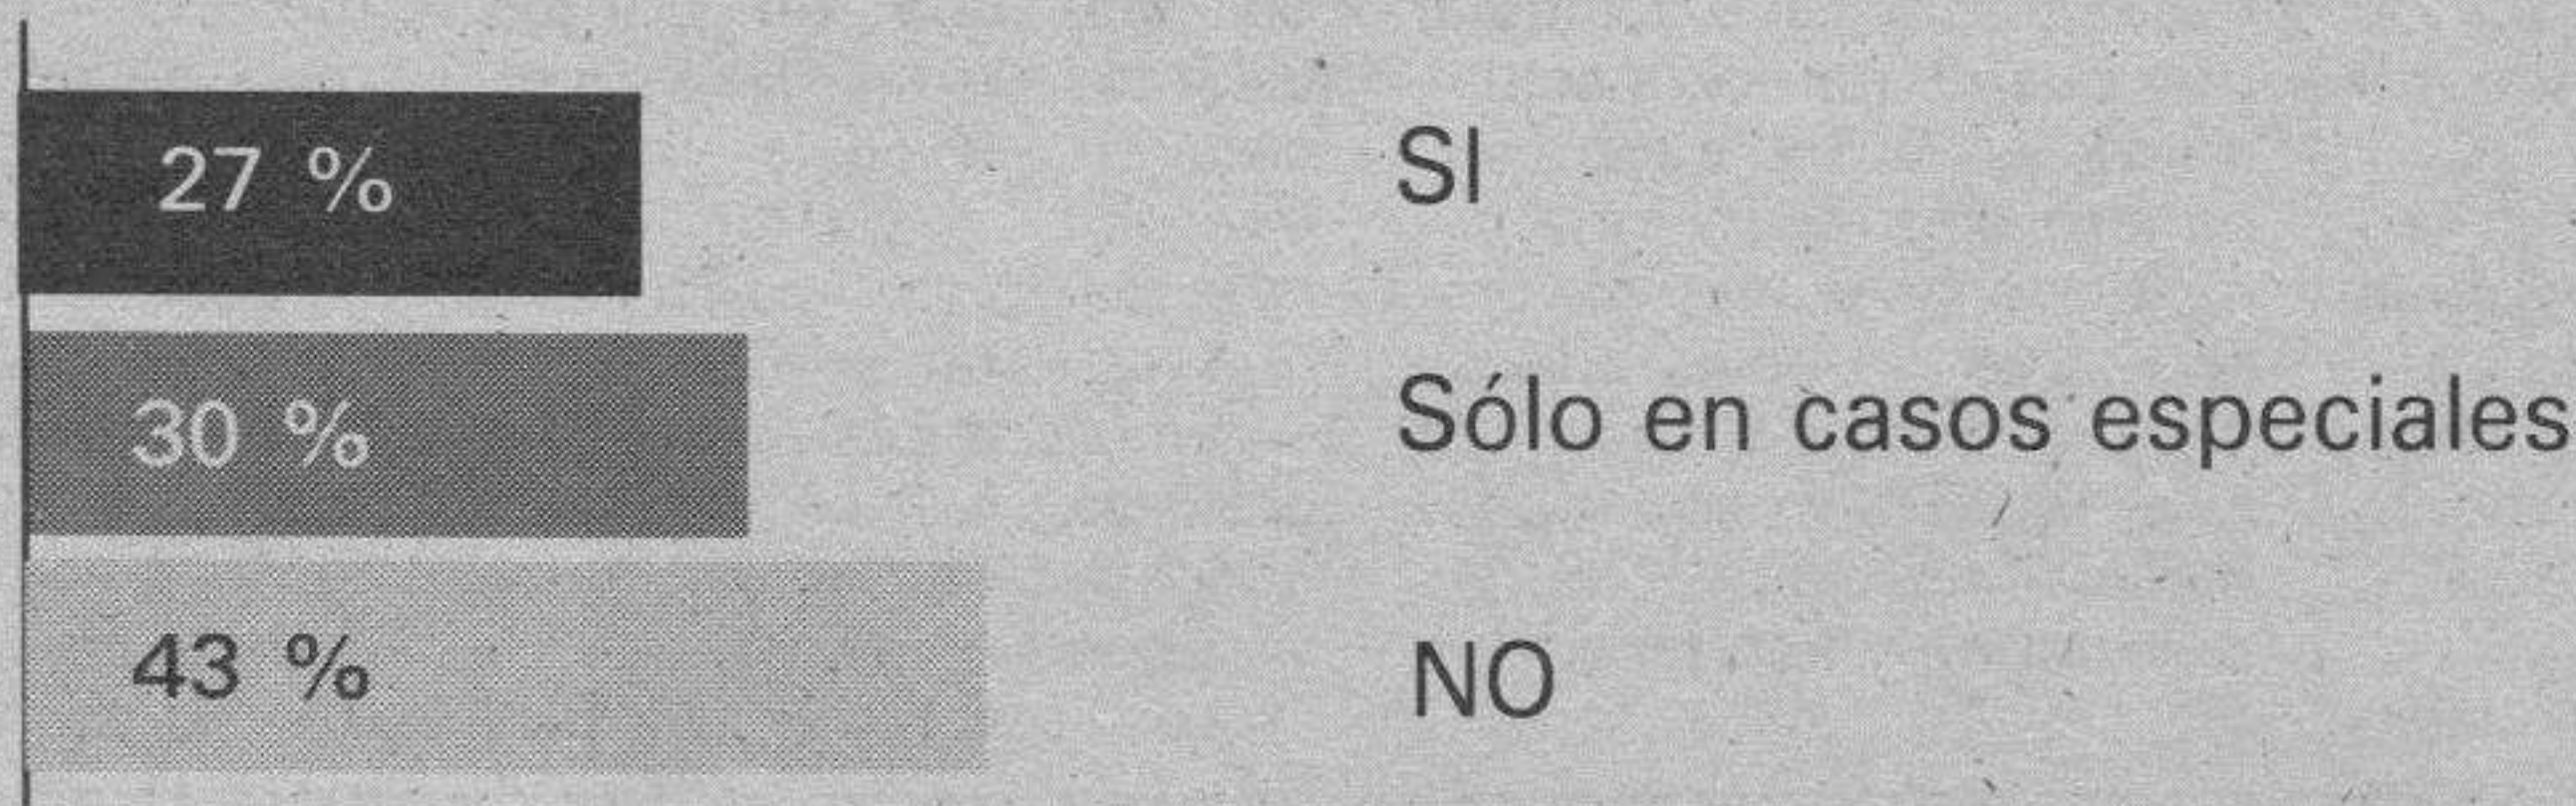 27 % SI
30 % Sólo en casos especiales
43 % NO